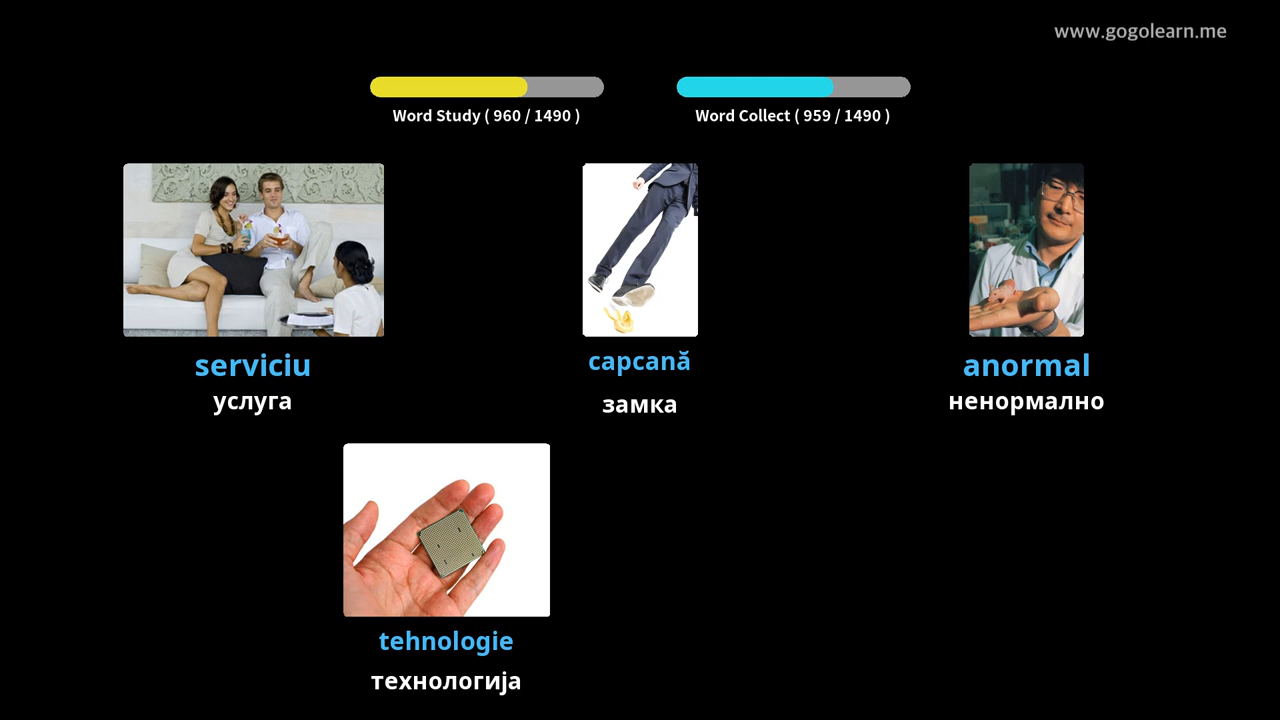 www.gogolearn.me
Word Study ( 960 / 1490 )
Word Collect ( 959 / 1490 )
serviciu
услуга
capcană
замка
anormal
ненормално
tehnologie
технологија